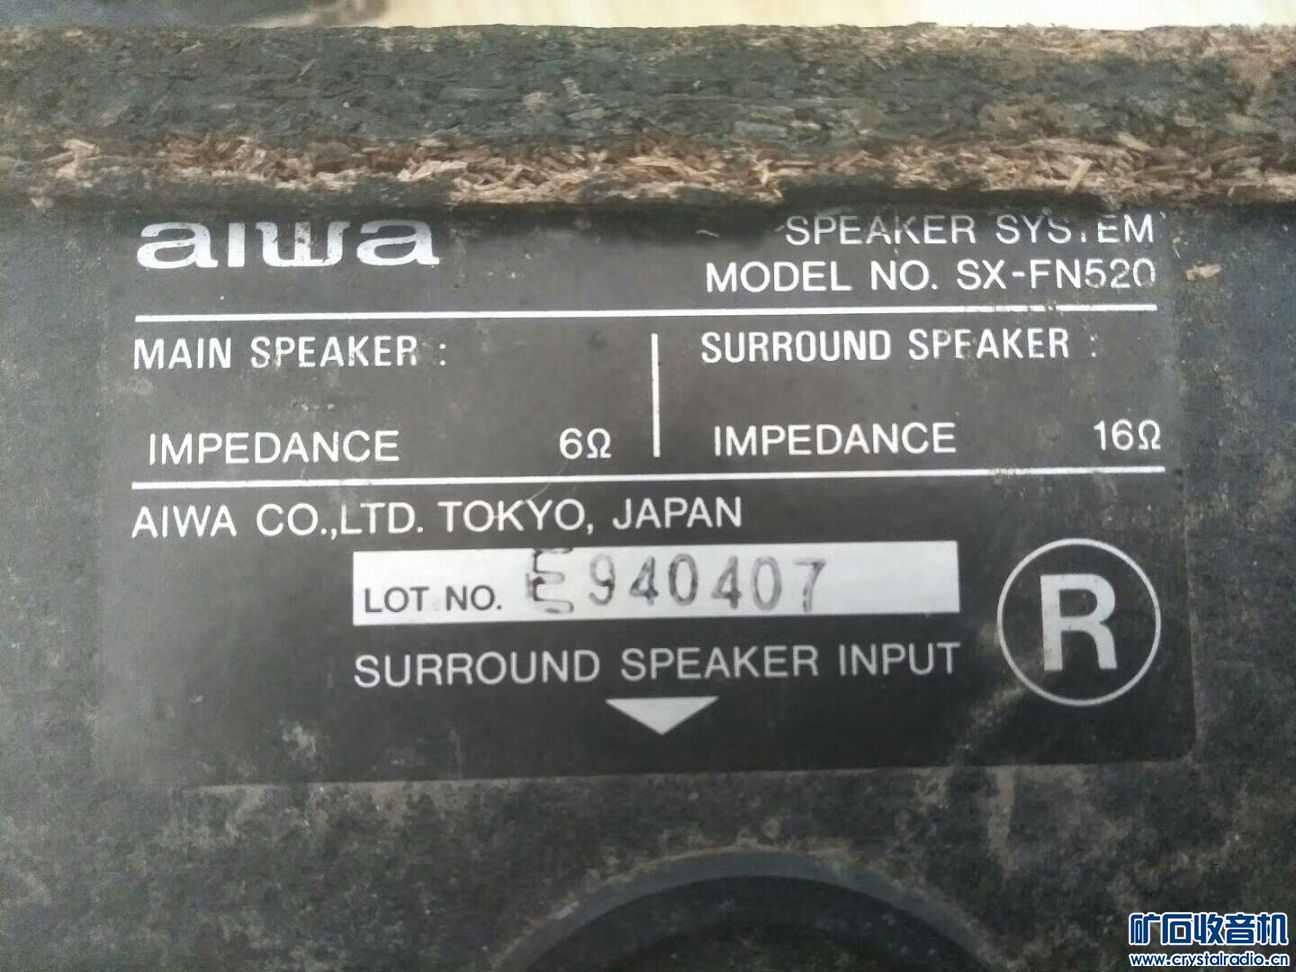 aiwa
SPEAKER SYSTEM
MODEL NO. SX-FN520
MAIN SPEAKER :
SURROUND SPEAKER :
IMPEDANCE 6Ω
IMPEDANCE 16Ω
AIWA CO.,LTD. TOKYO, JAPAN
LOT NO. E940407
R
SURROUND SPEAKER INPUT
矿石收音机
www.crystalradio.cn